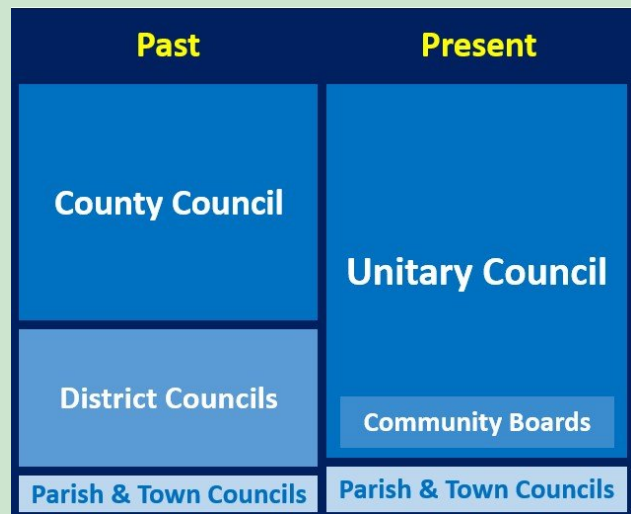 Past
Present
County Council
District Councils
Parish & Town Councils
Unitary Council
Community Boards
Parish & Town Councils